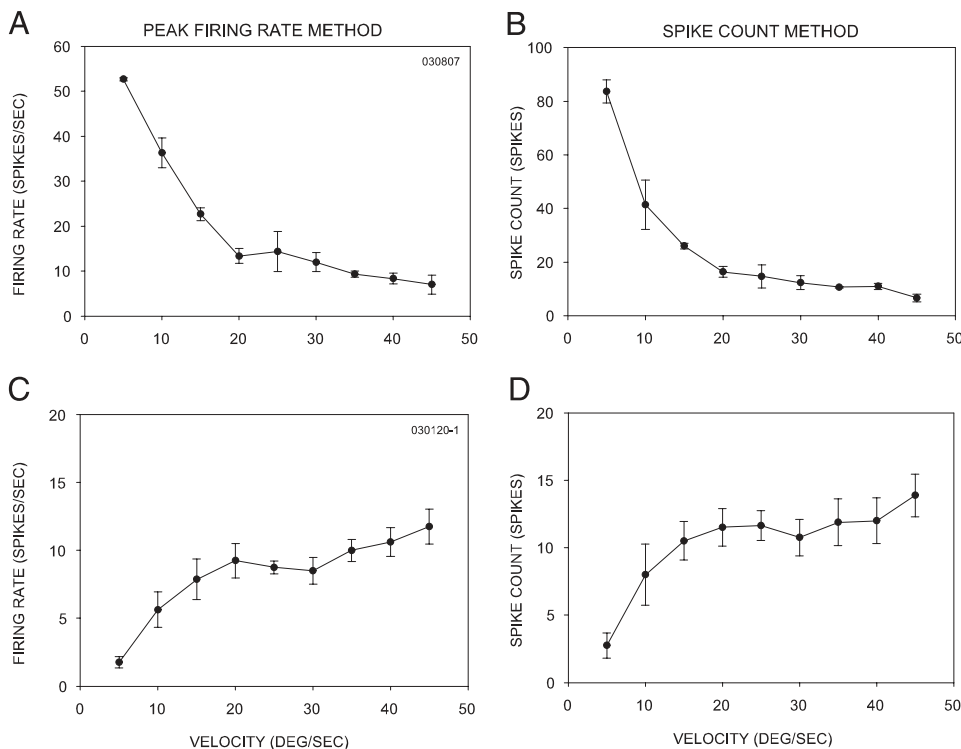 A
PEAK FIRING RATE METHOD
030807
FIRING RATE (SPIKES/SEC)
60
50
40
30
20
10
0
0 10 20 30 40 50
B
SPIKE COUNT METHOD
SPIKE COUNT (SPIKES)
100
80
60
40
20
0
0 10 20 30 40 50
C
030120-1
FIRING RATE (SPIKES/SEC)
20
15
10
5
0
0 10 20 30 40 50
VELOCITY (DEG/SEC)
D
SPIKE COUNT (SPIKES)
20
15
10
5
0
0 10 20 30 40 50
VELOCITY (DEG/SEC)